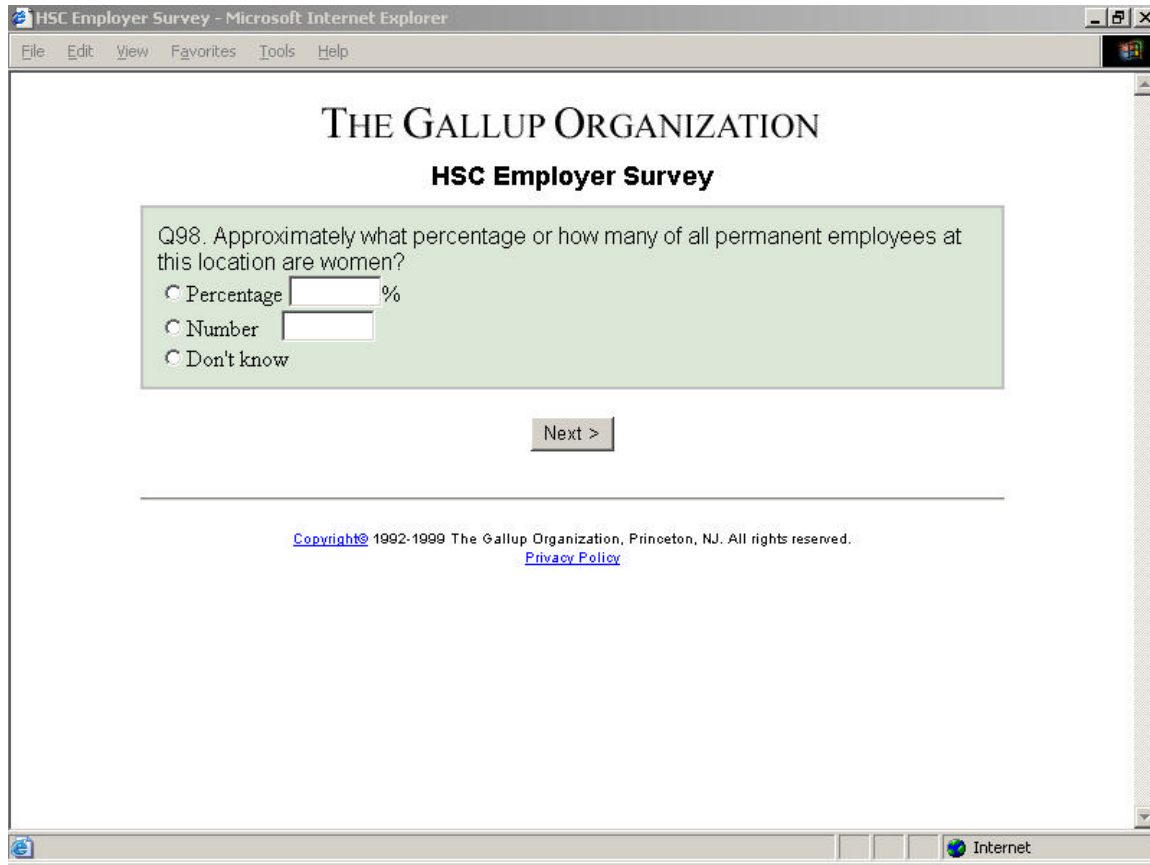 HSC Employer Survey - Microsoft Internet Explorer
File Edit View Favorites Tools Help
THE GALLUP ORGANIZATION
HSC Employer Survey
Q98. Approximately what percentage or how many of all permanent employees at
this location are women?
Percentage %
Number
Don't know
Next >
Copyright© 1992-1999 The Gallup Organization, Princeton, NJ. All rights reserved.
Privacy Policy
Internet